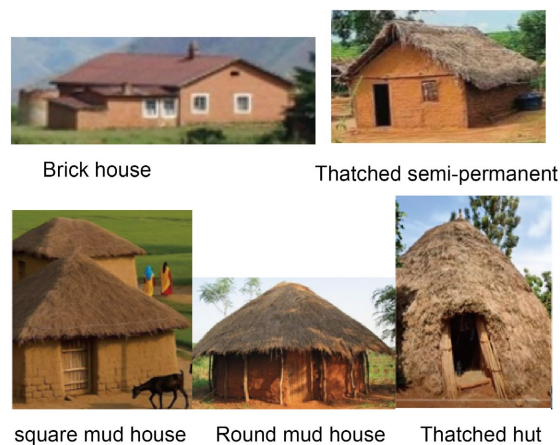 Brick house
Thatched semi-permanent
square mud house
Round mud house
Thatched hut